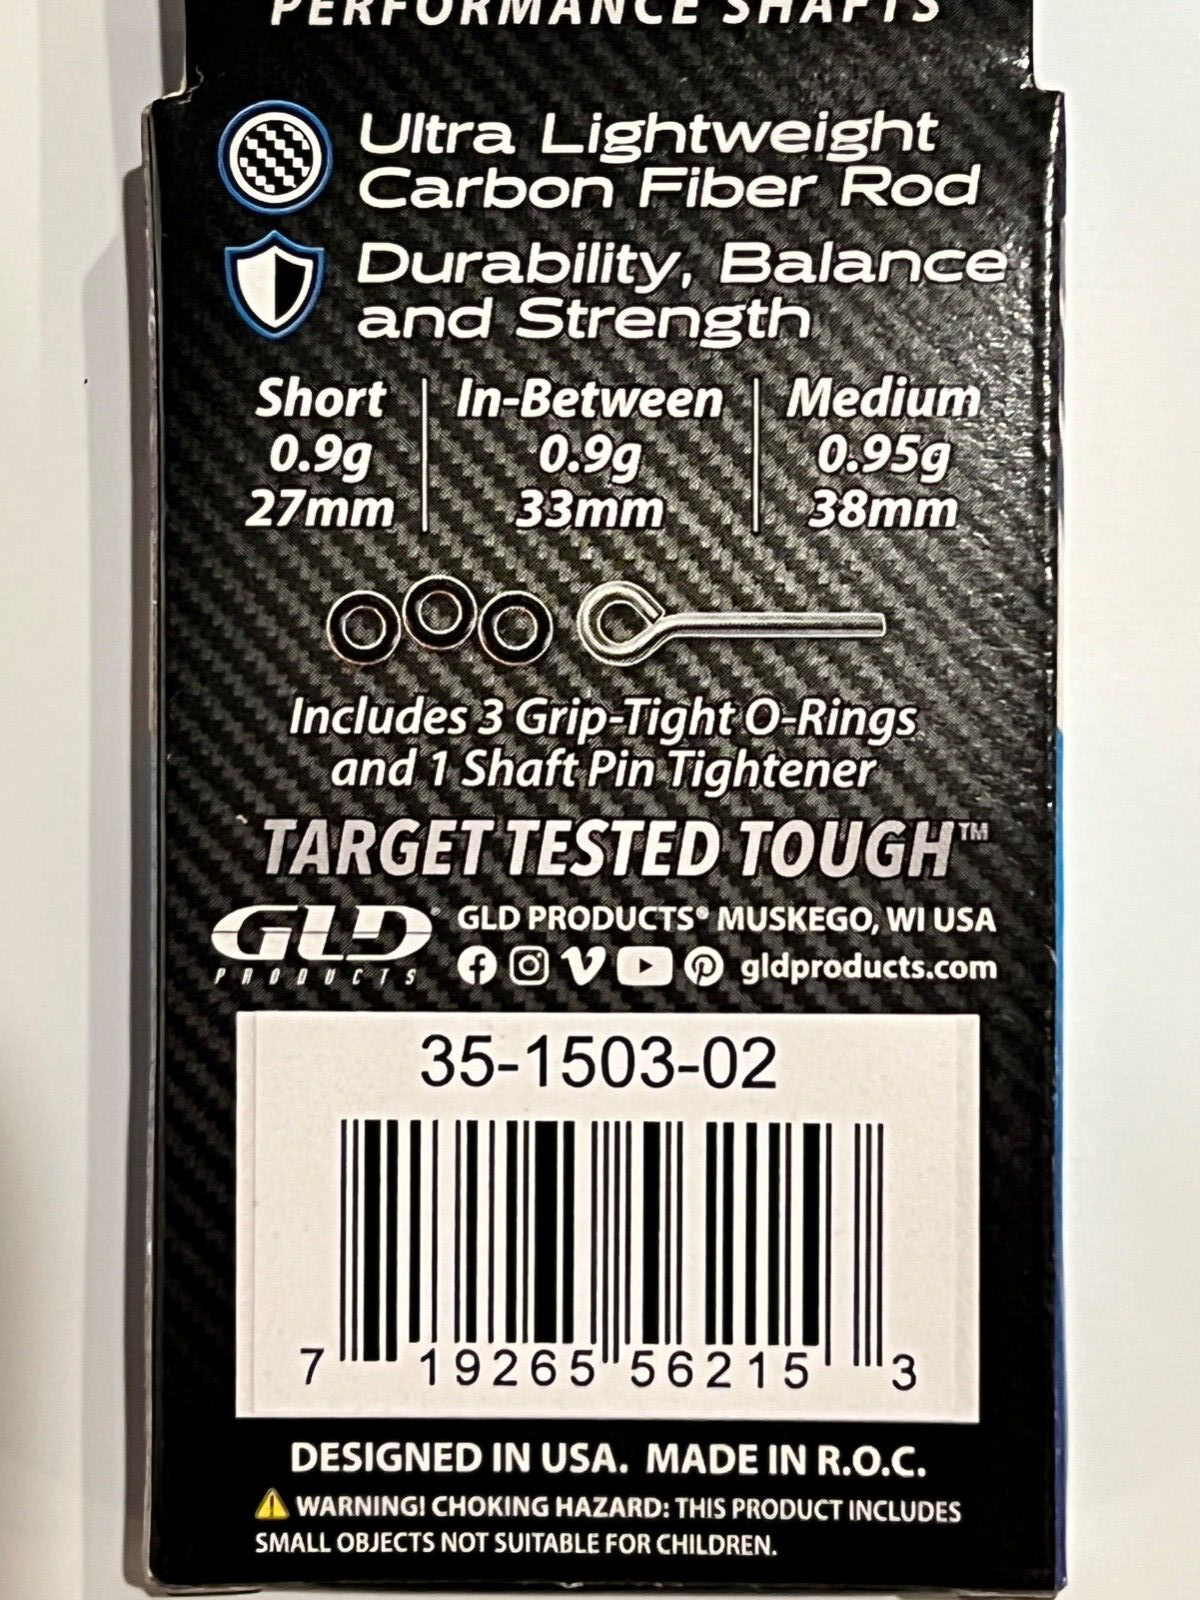 PERFORMANCE SHAFTS
Ultra Lightweight
Carbon Fiber Rod
Durability, Balance
and Strength
Short | In-Between | Medium
0.9g | 0.9g | 0.95g
27mm | 33mm | 38mm
Includes 3 Grip-Tight O-Rings
and 1 Shaft Pin Tightener
TARGET TESTED TOUGH™
GLD® GLD PRODUCTS® MUSKEGO, WI USA
PRODUCTS gldproducts.com
35-1503-02
7 19265 56215 3
DESIGNED IN USA. MADE IN R.O.C.
⚠ WARNING! CHOKING HAZARD: THIS PRODUCT INCLUDES
SMALL OBJECTS NOT SUITABLE FOR CHILDREN.